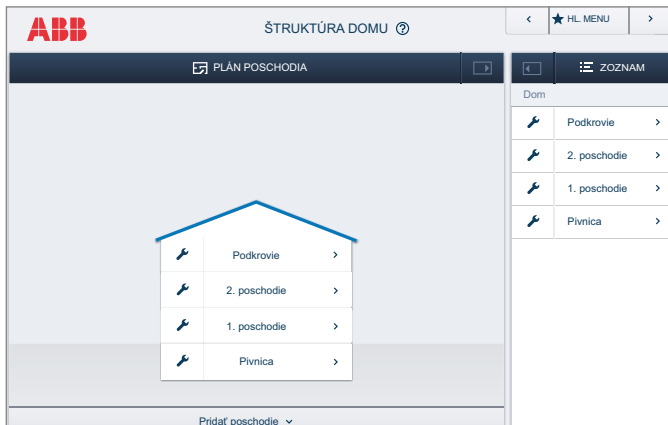 ABB
ŠTRUKTÚRA DOMU ?
HL. MENU
PLÁN POSCHODIA
ZOZNAM
Dom
Podkrovie
2. poschodie
1. poschodie
Pivnica
Podkrovie
2. poschodie
1. poschodie
Pivnica
Pridať poschodie